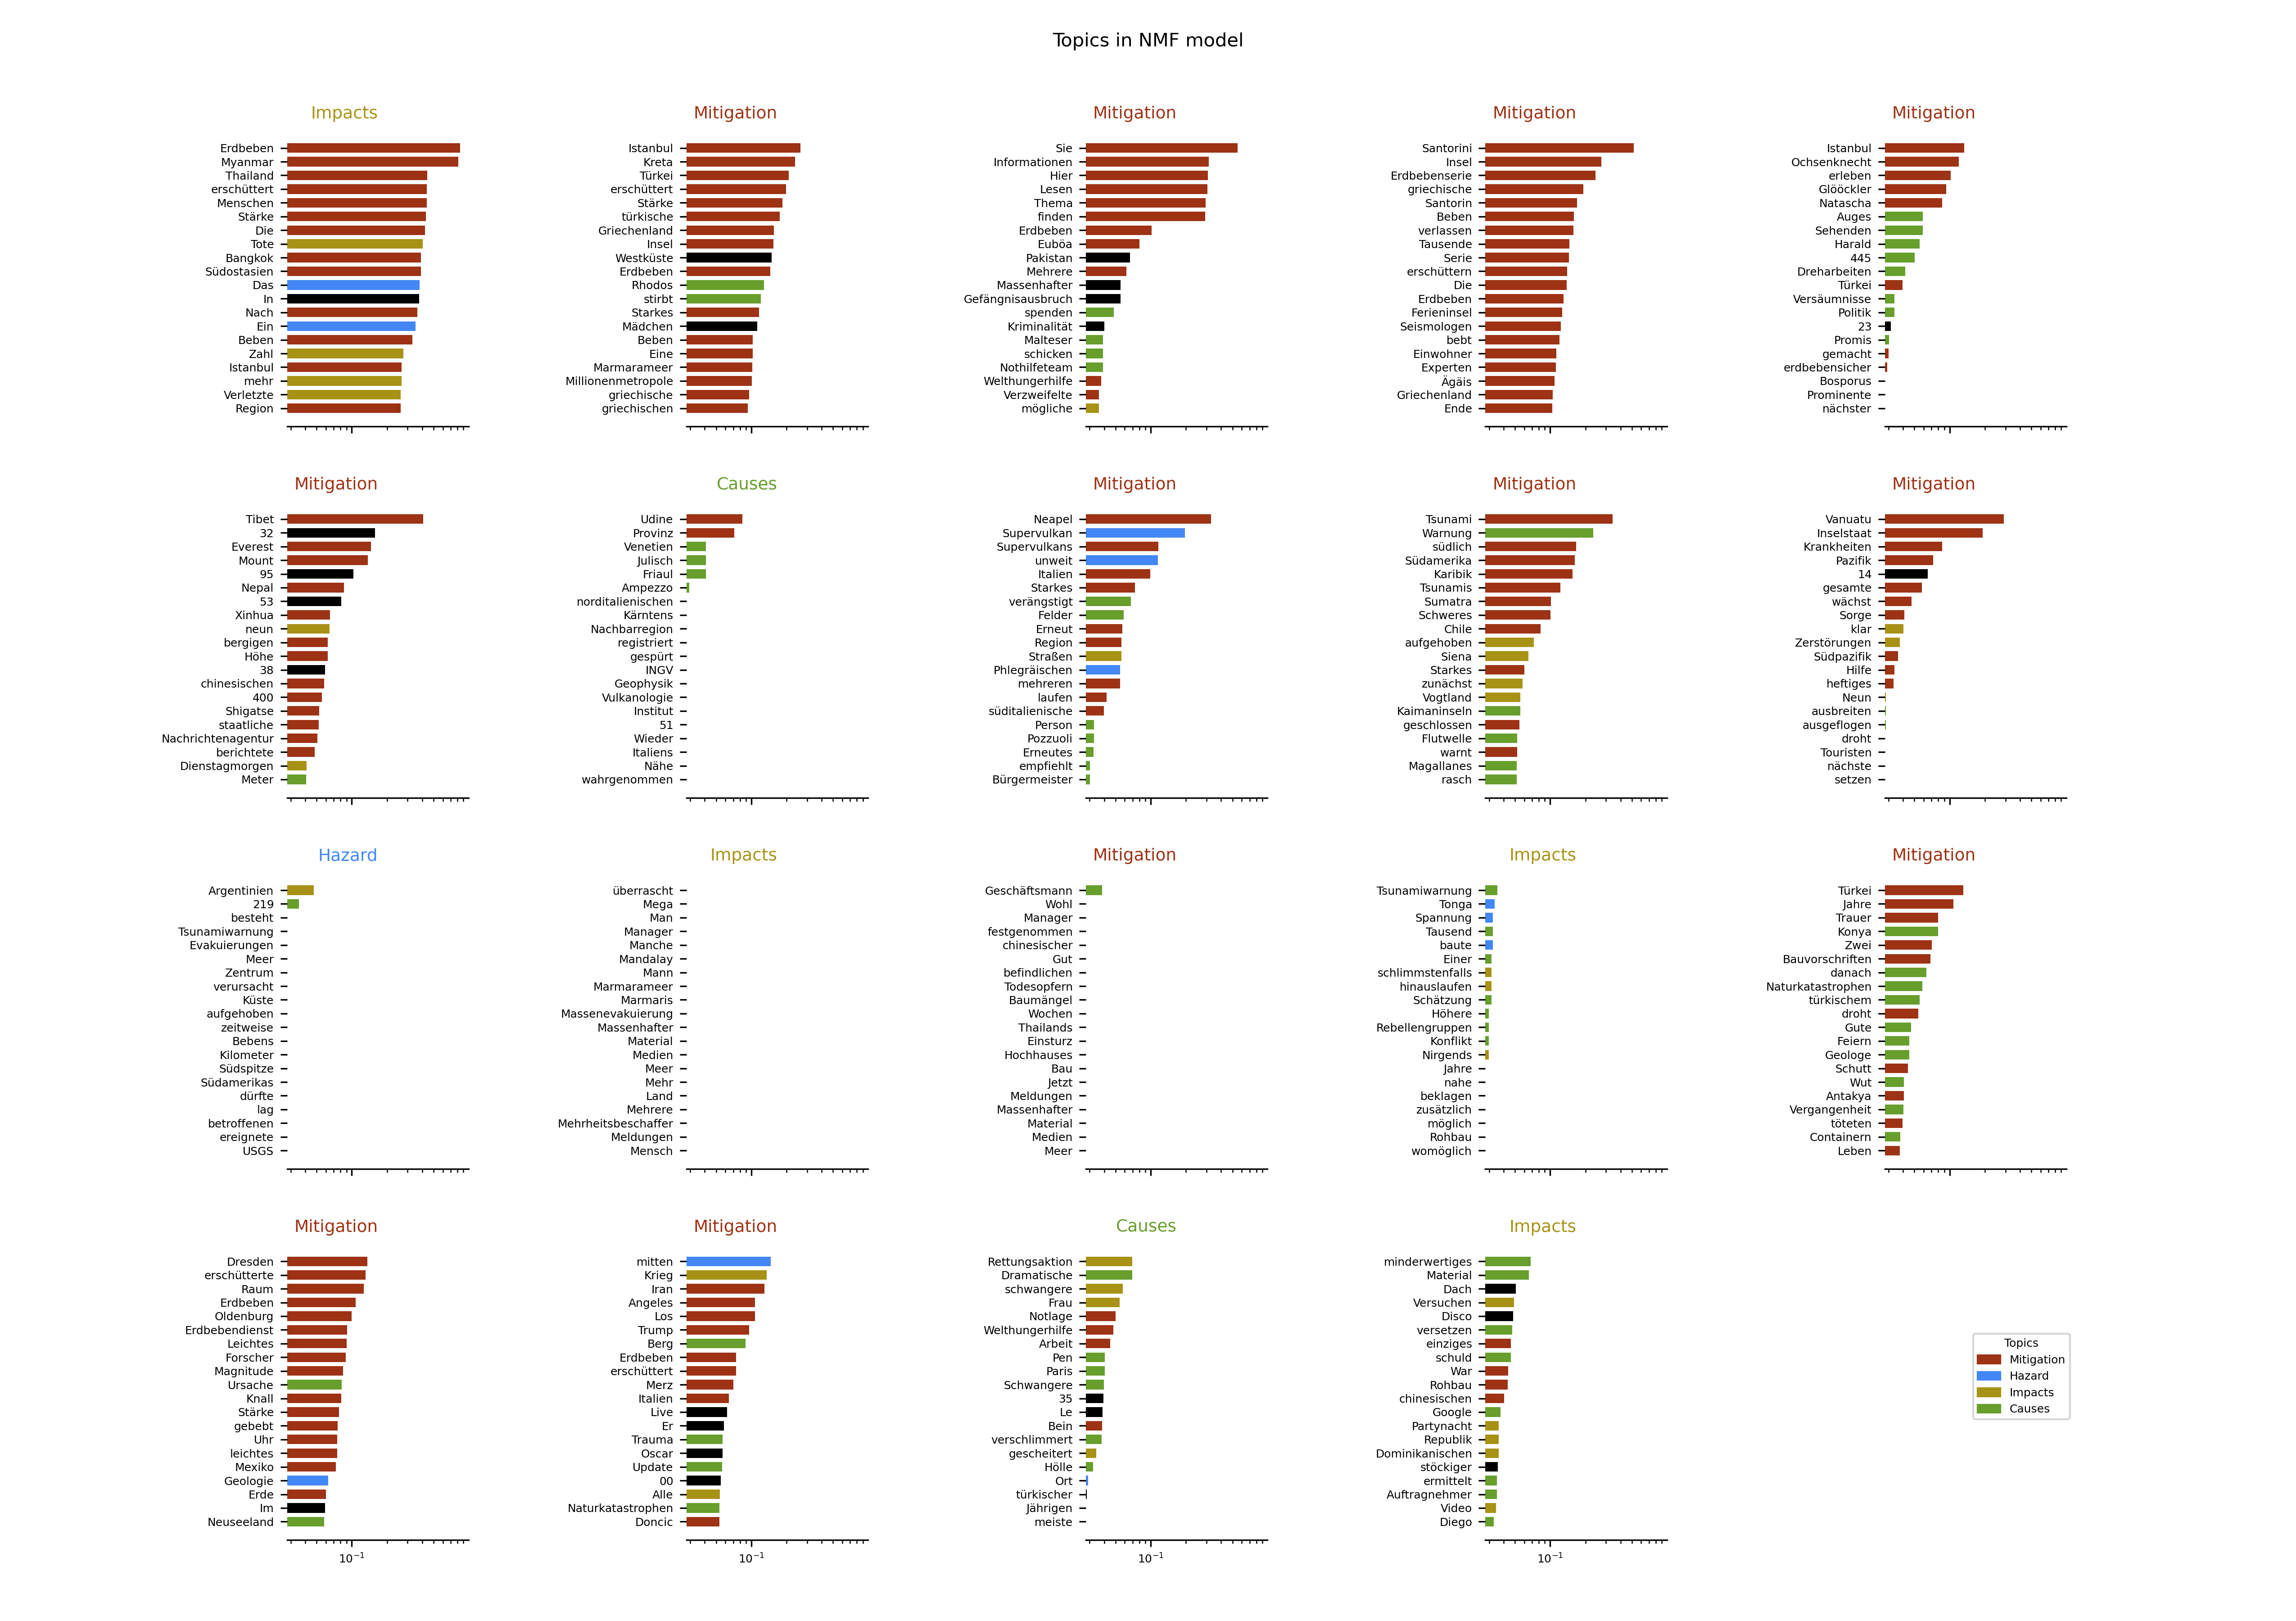 Topics in NMF model
Impacts
Erdbeben
Myanmar
Thailand
erschüttert
Menschen
Stärke
Die
Tote
Bangkok
Südostasien
Das
In
Nach
Ein
Beben
Zahl
Istanbul
mehr
Verletzte
Region
Mitigation
Istanbul
Kreta
Türkei
erschüttert
Stärke
türkische
Griechenland
Insel
Westküste
Erdbeben
Rhodos
stirbt
Starkes
Mädchen
Beben
Eine
Marmarameer
Millionenmetropole
griechische
griechischen
Mitigation
Sie
Informationen
Hier
Lesen
Thema
finden
Erdbeben
Euböa
Pakistan
Mehrere
Massenhafter
Gefängnisausbruch
spenden
Kriminalität
Malteser
schicken
Nothilfeteam
Welthungerhilfe
Verzweifelte
mögliche
Mitigation
Santorini
Insel
Erdbebenserie
griechische
Santorin
Beben
verlassen
Tausende
Serie
erschüttern
Die
Erdbeben
Ferieninsel
Seismologen
bebt
Einwohner
Experten
Ägäis
Griechenland
Ende
Mitigation
Istanbul
Ochsenknecht
erleben
Glööckler
Natascha
Auges
Sehenden
Harald
445
Dreharbeiten
Türkei
Versäumnisse
Politik
23
Promis
gemacht
erdbebensicher
Bosporus
Prominente
nächster
Mitigation
Tibet
32
Everest
Mount
95
Nepal
53
Xinhua
neun
bergigen
Höhe
38
chinesischen
400
Shigatse
staatliche
Nachrichtenagentur
berichtete
Dienstagmorgen
Meter
Causes
Udine
Provinz
Venetien
Julisch
Friaul
Ampezzo
norditalienischen
Kärntens
Nachbarregion
registriert
gespürt
INGV
Geophysik
Vulkanologie
Institut
51
Wieder
Italiens
Nähe
wahrgenommen
Mitigation
Neapel
Supervulkan
Supervulkans
unweit
Italien
Starkes
verängstigt
Felder
Erneut
Region
Straßen
Phlegräischen
mehreren
laufen
süditalienische
Person
Pozzuoli
Erneutes
empfiehlt
Bürgermeister
Mitigation
Tsunami
Warnung
südlich
Südamerika
Karibik
Tsunamis
Sumatra
Schweres
Chile
aufgehoben
Siena
Starkes
zunächst
Vogtland
Kaimaninseln
geschlossen
Flutwelle
warnt
Magallanes
rasch
Mitigation
Vanuatu
Inselstaat
Krankheiten
Pazifik
14
gesamte
wächst
Sorge
klar
Zerstörungen
Südpazifik
Hilfe
heftiges
Neun
ausbreiten
ausgeflogen
droht
Touristen
nächste
setzen
Hazard
Argentinien
219
besteht
Tsunamiwarnung
Evakuierungen
Meer
Zentrum
verursacht
Küste
aufgehoben
zeitweise
Bebens
Kilometer
Südspitze
Südamerikas
dürfte
lag
betroffenen
ereignete
USGS
Impacts
überrascht
Mega
Man
Manager
Manche
Mandalay
Mann
Marmarameer
Marmaris
Massenevakuierung
Massenhafter
Material
Medien
Meer
Mehr
Land
Mehrere
Mehrheitsbeschaffer
Meldungen
Mensch
Mitigation
Geschäftsmann
Wohl
Manager
festgenommen
chinesischer
Gut
befindlichen
Todesopfern
Baumängel
Wochen
Thailands
Einsturz
Hochhauses
Bau
Jetzt
Meldungen
Massenhafter
Material
Medien
Meer
Impacts
Tsunamiwarnung
Tonga
Spannung
Tausend
baute
Einer
schlimmstenfalls
hinauslaufen
Schätzung
Höhere
Rebellengruppen
Konflikt
Nirgends
Jahre
nahe
beklagen
zusätzlich
möglich
Rohbau
womöglich
Mitigation
Türkei
Jahre
Trauer
Konya
Zwei
Bauvorschriften
danach
Naturkatastrophen
türkischem
droht
Gute
Feiern
Geologe
Schutt
Wut
Antakya
Vergangenheit
töteten
Containern
Leben
Mitigation
Dresden
erschütterte
Raum
Erdbeben
Oldenburg
Erdbebendienst
Leichtes
Forscher
Magnitude
Ursache
Knall
Stärke
gebebt
Uhr
leichtes
Mexiko
Geologie
Erde
Im
Neuseeland
10⁻¹
Mitigation
mitten
Krieg
Iran
Angeles
Los
Trump
Berg
Erdbeben
erschüttert
Merz
Italien
Live
Er
Trauma
Oscar
Update
00
Alle
Naturkatastrophen
Doncic
10⁻¹
Causes
Rettungsaktion
Dramatische
schwangere
Frau
Notlage
Welthungerhilfe
Arbeit
Pen
Paris
Schwangere
35
Le
Bein
verschlimmert
gescheitert
Hölle
Ort
türkischer
Jährigen
meiste
10⁻¹
Impacts
minderwertiges
Material
Dach
Versuchen
Disco
versetzen
einziges
schuld
War
Rohbau
chinesischen
Google
Partynacht
Republik
Dominikanischen
stöckiger
ermittelt
Auftragnehmer
Video
Diego
10⁻¹
Topics
Mitigation
Hazard
Impacts
Causes